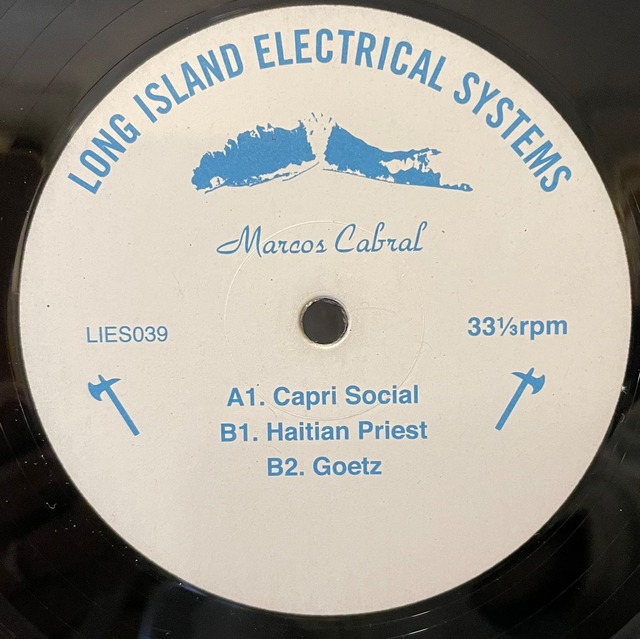 LONG ISLAND ELECTRICAL SYSTEMS
Marcos Cabral
LIES039
33⅓rpm
A1. Capri Social
B1. Haitian Priest
B2. Goetz